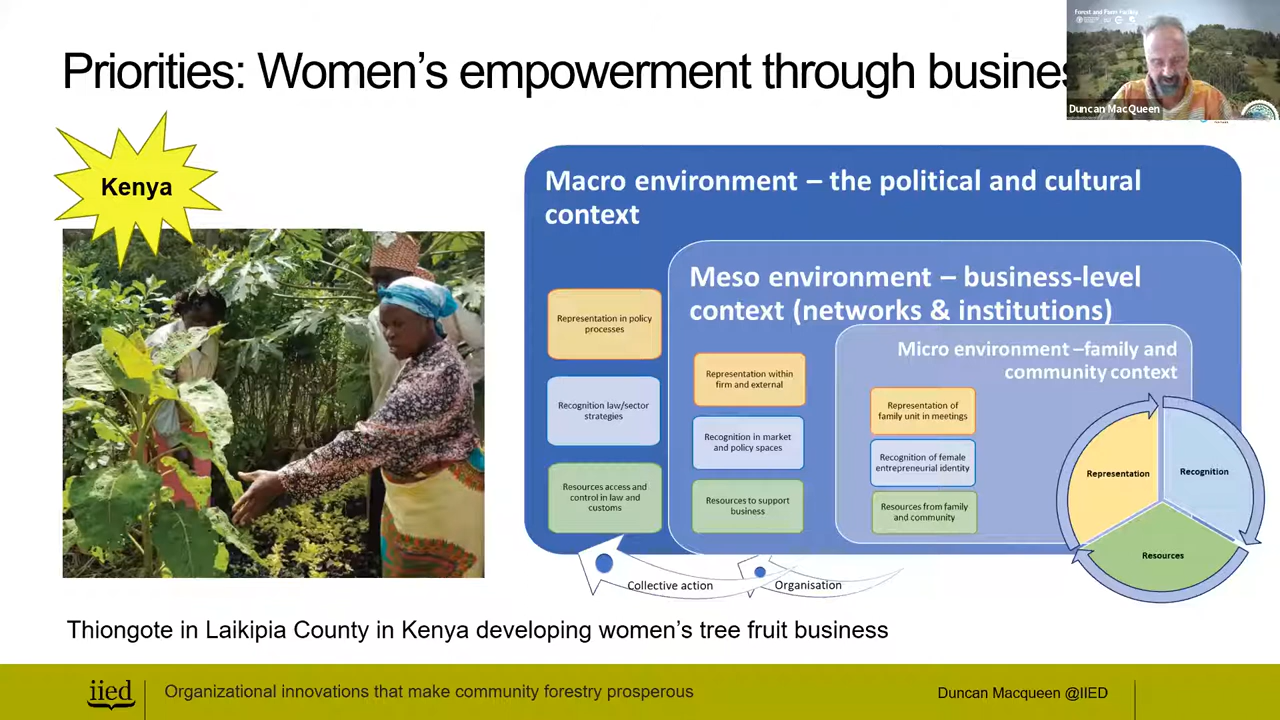 Forest and Farm Facility
Priorities: Women's empowerment through busines
Duncan MacQueen
Kenya
Macro environment – the political and cultural
context
Meso environment – business-level
context (networks & institutions)
Micro environment –family and
community context
Representation in policy
processes
Recognition law/sector
strategies
Resources access and
control in law and
customs
Representation within
firm and external
Recognition in market
and policy spaces
Resources to support
business
Representation of
family unit in meetings
Recognition of female
entrepreneurial identity
Resources from family
and community
Representation
Recognition
Resources
Collective action
Organisation
Thiongote in Laikipia County in Kenya developing women's tree fruit business
iied
Organizational innovations that make community forestry prosperous
Duncan Macqueen @IIED